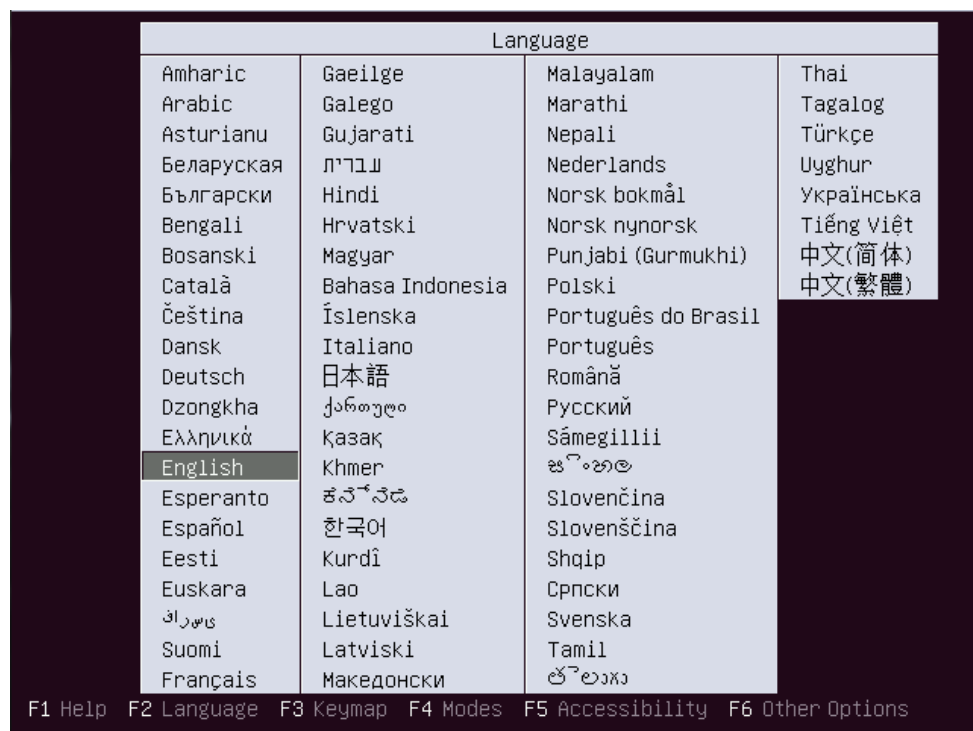 Language
Amharic
Arabic
Asturianu
Беларуская
Български
Bengali
Bosanski
Català
Čeština
Dansk
Deutsch
Dzongkha
Ελληνικά
English
Esperanto
Español
Eesti
Euskara
ﻰﺳراﻓ
Suomi
Français
Gaeilge
Galego
Gujarati
עברית
Hindi
Hrvatski
Magyar
Bahasa Indonesia
Íslenska
Italiano
日本語
ქართული
Қазақ
Khmer
ಕನ್ನಡ
한국어
Kurdî
Lao
Lietuviškai
Latviski
Македонски
Malayalam
Marathi
Nepali
Nederlands
Norsk bokmål
Norsk nynorsk
Punjabi (Gurmukhi)
Polski
Português do Brasil
Português
Română
Русский
Sámegillii
සිංහල
Slovenčina
Slovenščina
Shqip
Српски
Svenska
Tamil
తెలుగు
Thai
Tagalog
Türkçe
Uyghur
Українська
Tiếng Việt
中文(简体)
中文(繁體)
F1 Help F2 Language F3 Keymap F4 Modes F5 Accessibility F6 Other Options